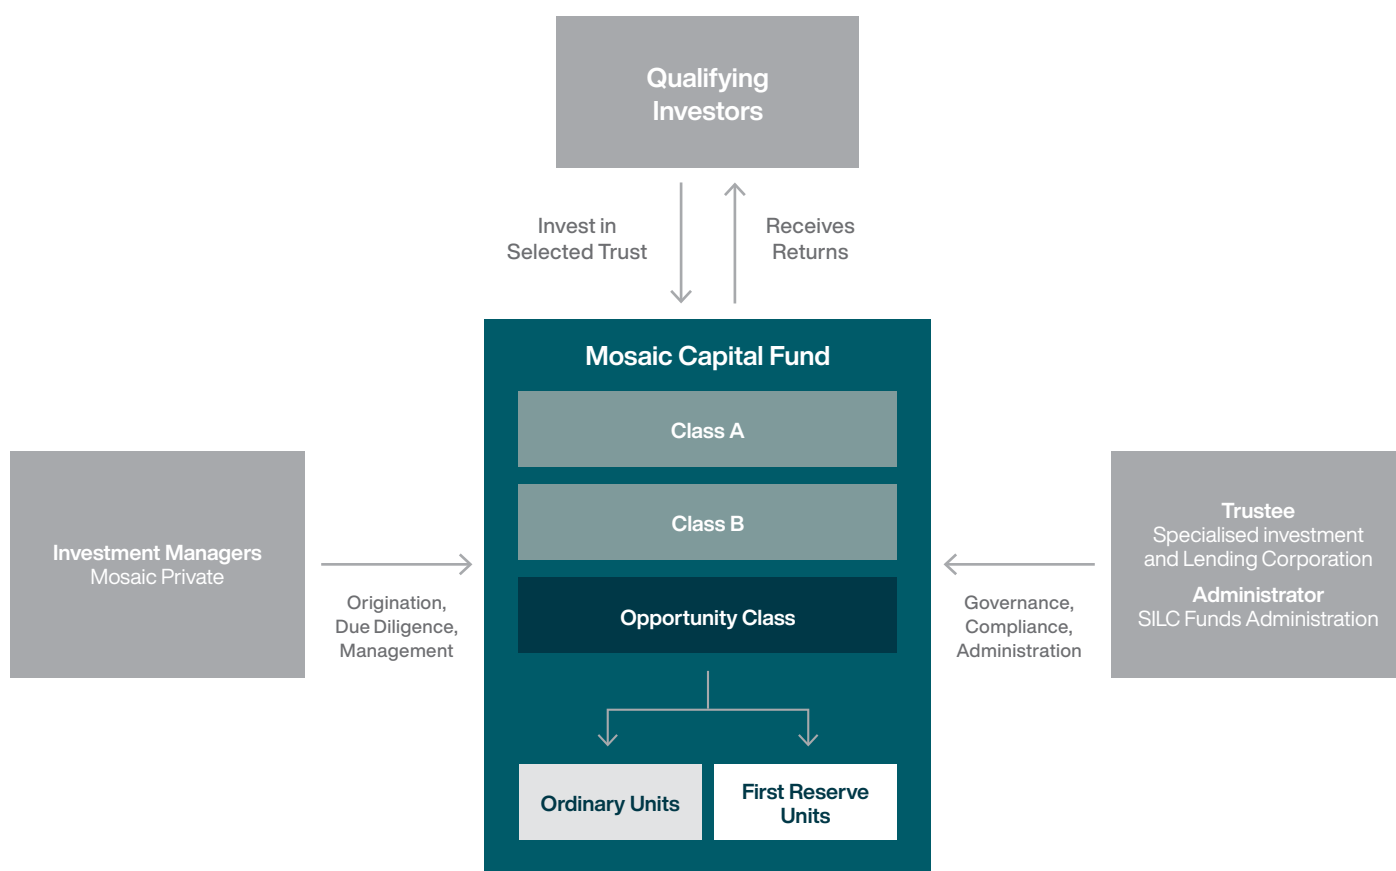 Qualifying
Investors
Invest in
Selected Trust
Receives
Returns
Mosaic Capital Fund
Class A
Class B
Opportunity Class
Ordinary Units
First Reserve
Units
Investment Managers
Mosaic Private
Origination,
Due Diligence,
Management
Governance,
Compliance,
Administration
Trustee
Specialised investment
and Lending Corporation
Administrator
SILC Funds Administration